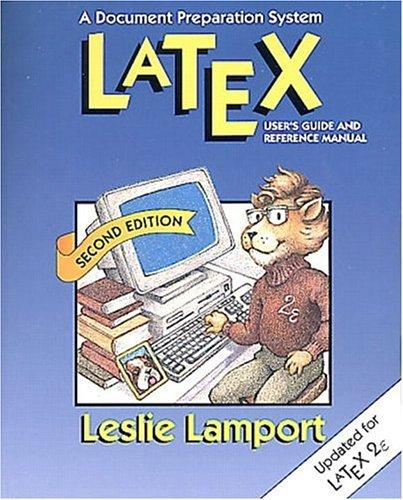 A Document Preparation System
LATEX
USER'S GUIDE AND
REFERENCE MANUAL
SECOND EDITION
2ε
Leslie Lamport
Updated for
LATEX 2ε